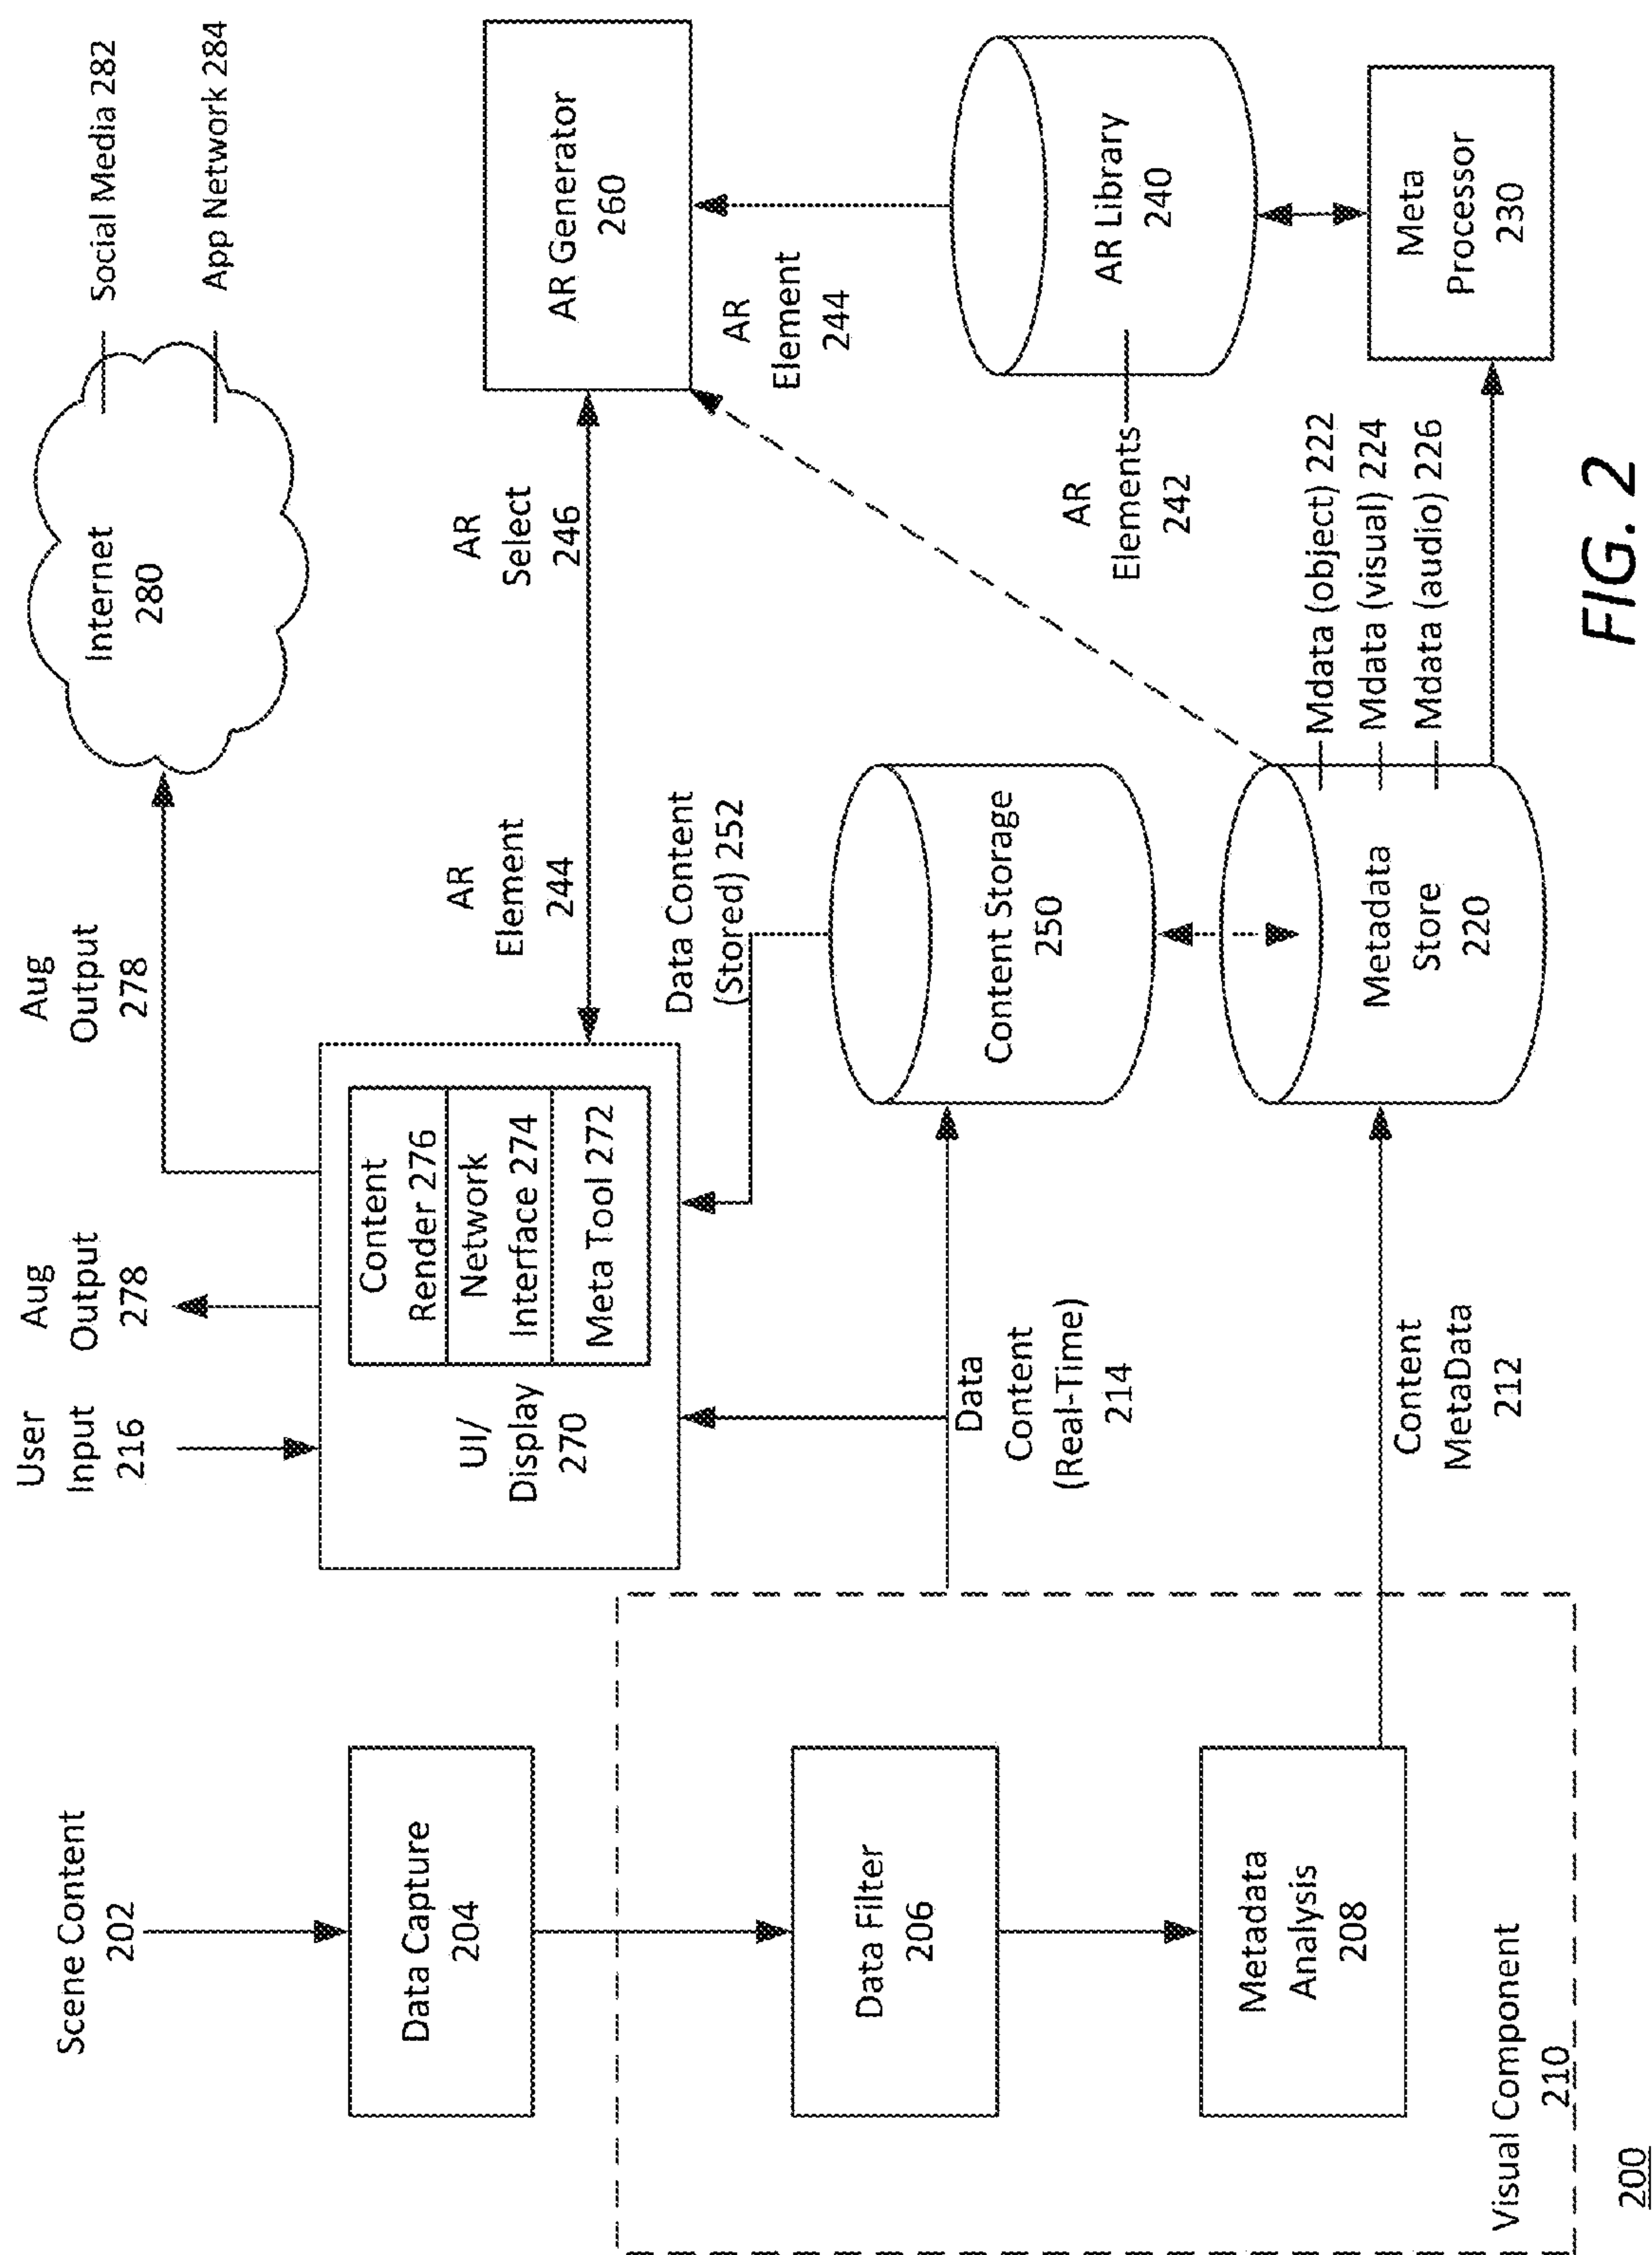 Scene Content
202
User
Input
216
Aug
Output
278
Aug
Output
278
Internet
280
Social Media 282
App Network 284
Data Capture
204
UI/
Display
270
Content
Render 276
Network
Interface 274
Meta Tool 272
AR
Element
244
AR
Select
246
AR Generator
260
Data Content
(Stored) 252
AR
Element
244
Data Filter
206
Data
Content
(Real-Time)
214
Content Storage
250
AR
Elements
242
AR Library
240
Metadata
Analysis
208
Content
MetaData
212
Metadata
Store
220
Mdata (object) 222
Mdata (visual) 224
Mdata (audio) 226
Meta
Processor
230
Visual Component
210
200
FIG. 2